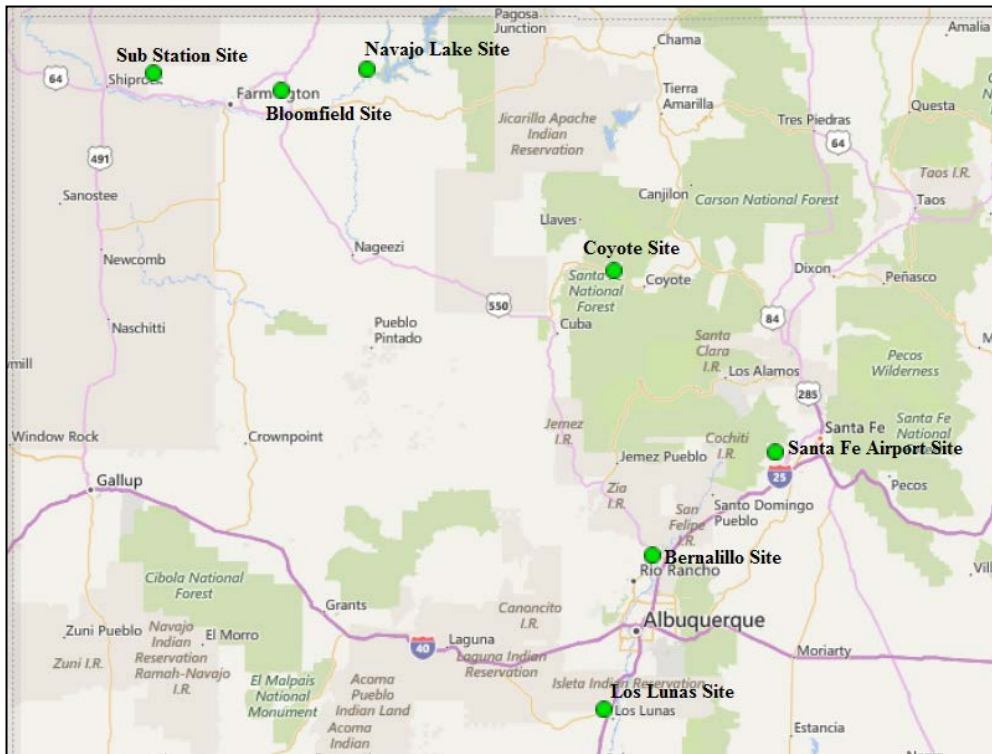 Pagosa
Junction
Amalia
Sub Station Site
Navajo Lake Site
Chama
64
Shiprock
Farmington
Bloomfield Site
Tierra
Amarilla
Questa
Jicarilla Apache
Indian
Reservation
Tres Piedras
64
491
Taos I.R.
Sanostee
Canjilon
Carson National Forest
Taos
Llaves
Newcomb
Nageezi
Coyote Site
Santa Fe
National
Forest
Coyote
Dixon
Peñasco
550
Naschitti
Pueblo
Pintado
Cuba
84
Santa
Clara
I.R.
Los Alamos
Pecos
Wilderness
285
Window Rock
Crownpoint
Jemez
I.R.
Cochiti
I.R.
Santa Fe
Santa Fe
National
Santa Fe Airport Site
Jemez Pueblo
25
Gallup
Zia
I.R.
Pecos
Santo Domingo
Pueblo
San
Felipe
I.R.
Bernalillo Site
Rio Rancho
Cibola National
Forest
Grants
Canoncito
I.R.
Albuquerque
Zuni Pueblo
Navajo
Indian
Reservation
Ramah-Navajo
I.R.
El Morro
40
Laguna
Laguna Indian
Reservation
Moriarty
Zuni I.R.
El Malpais
National
Monument
Acoma
Pueblo
Indian Land
Acoma
Indian
Isleta Indian Reservation
Los Lunas Site
Los Lunas
Estancia